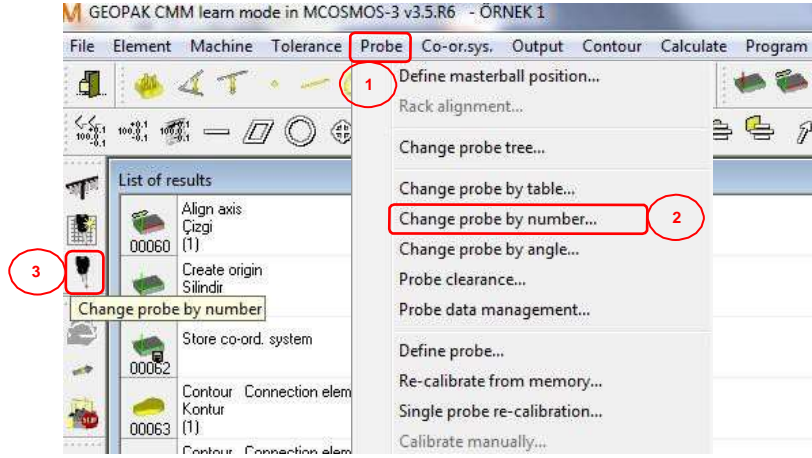 GEOPAK CMM learn mode in MCOSMOS-3 v3.5.R6 - ÖRNEK 1
File Element Machine Tolerance Probe Co-or.sys. Output Contour Calculate Program
1
Define masterball position...
Rack alignment...
Change probe tree...
List of results
Change probe by table...
Align axis
Çizgi
00060 (1)
Change probe by number...
2
Change probe by angle...
3
Create origin
Silindir
Probe clearance...
Change probe by number
Probe data management...
Store co-ord. system
00062
Define probe...
Re-calibrate from memory...
Contour Connection elem
Kontur
00063 (1)
Single probe re-calibration...
Calibrate manually...
Contour Connection elem